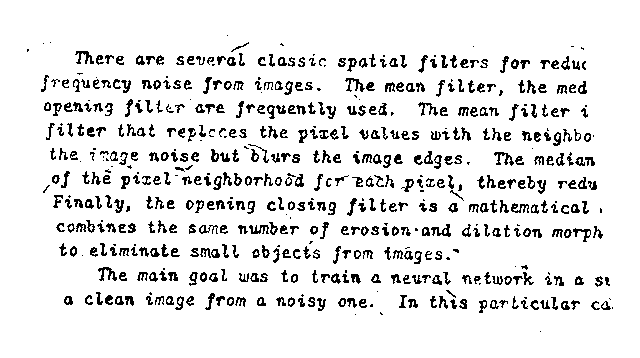 There are several classic spatial filters for reduc
frequency noise from images. The mean filter, the med
opening filter are frequently used. The mean filter i
filter that replaces the pixel values with the neighbo
the image noise but blurs the image edges. The median
of the pixel neighborhood for each pixel, thereby redu
Finally, the opening closing filter is a mathematical
combines the same number of erosion and dilation morph
to eliminate small objects from images.
The main goal was to train a neural network in a st
a clean image from a noisy one. In this particular ca